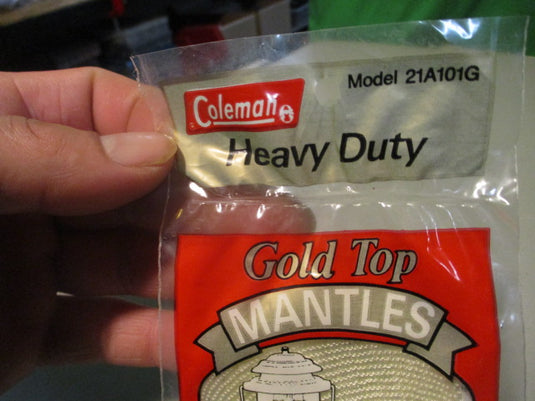 Model 21A101G
Coleman
Heavy Duty
Gold Top
MANTLES